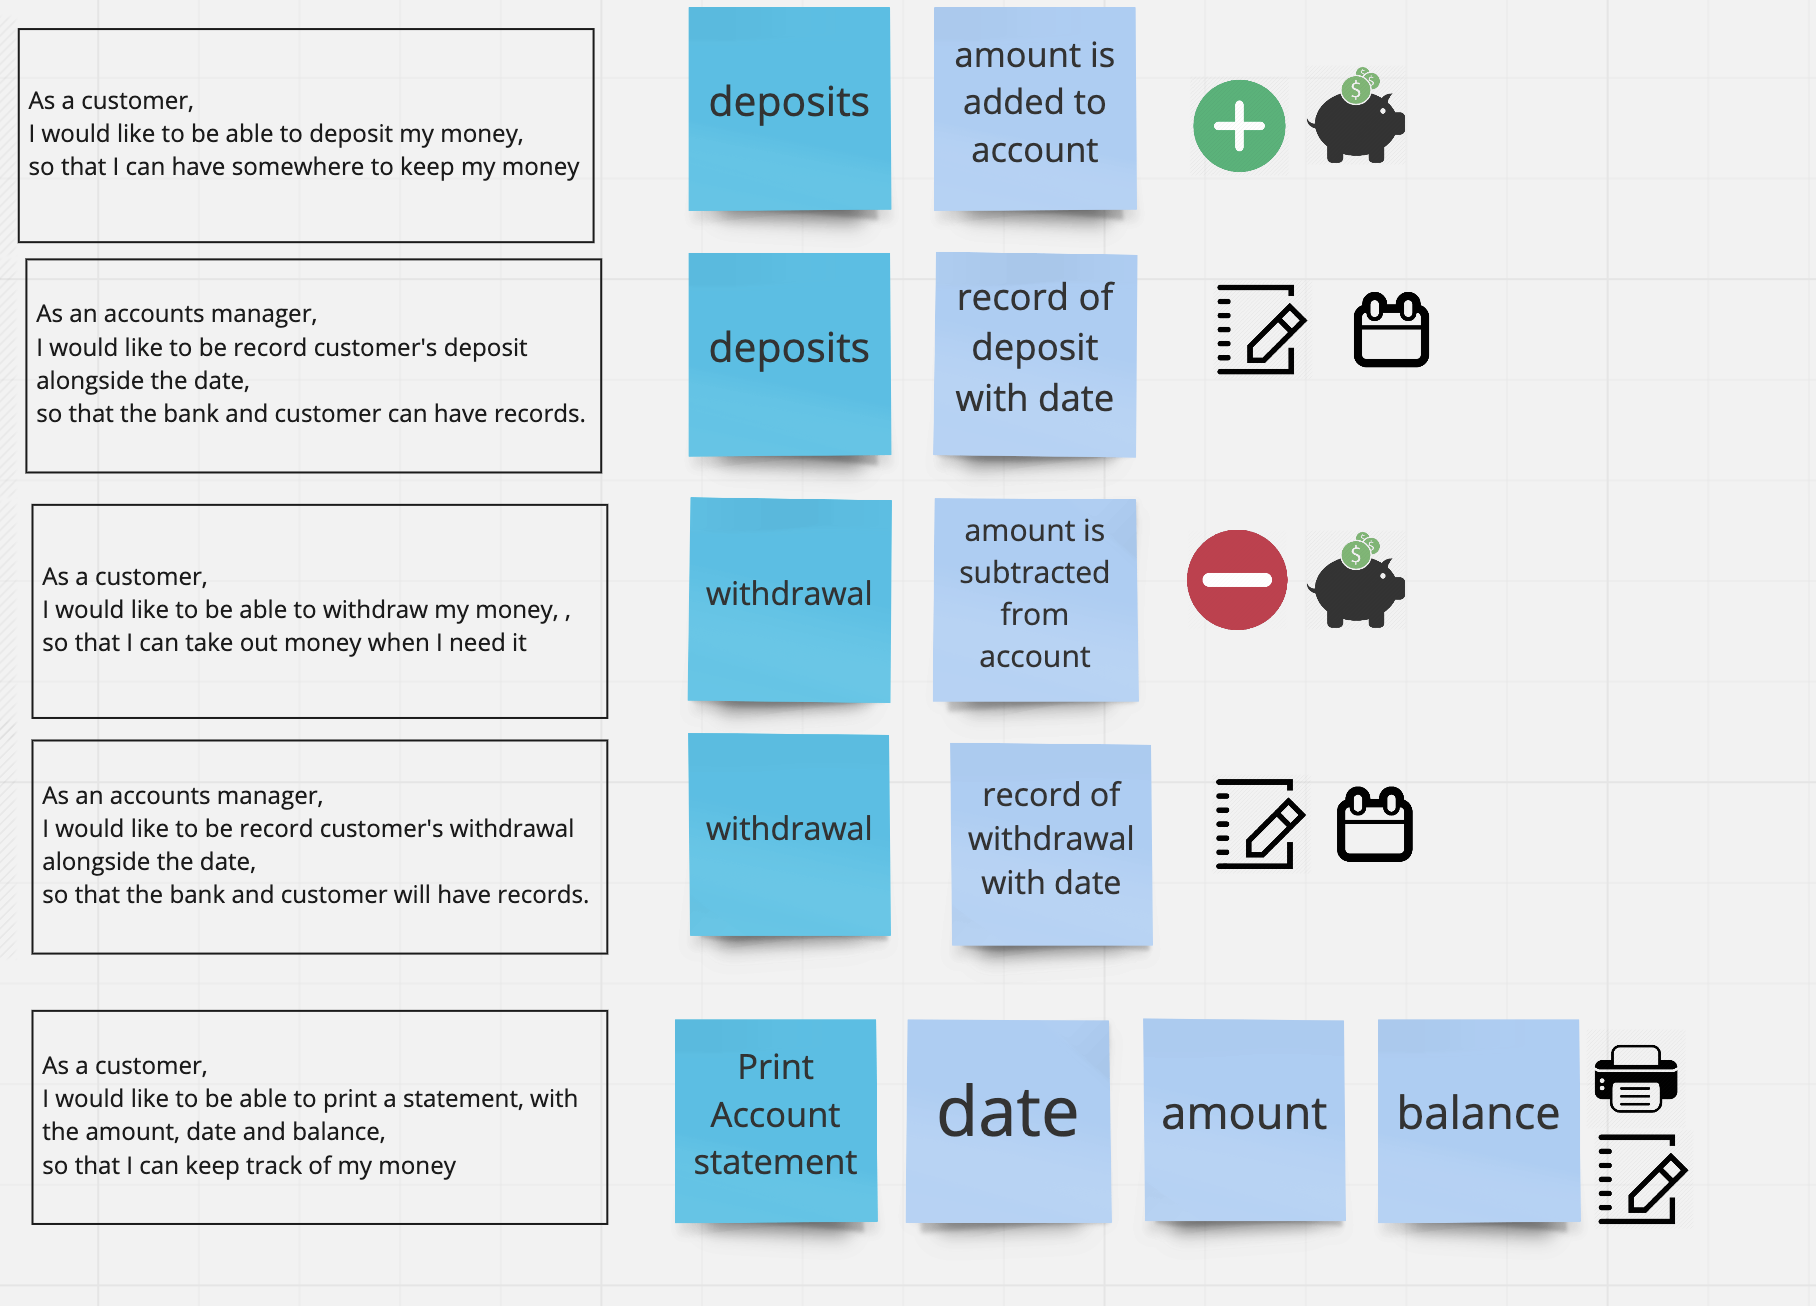 As a customer,
I would like to be able to deposit my money,
so that I can have somewhere to keep my money
deposits
amount is
added to
account
$
$
$
As an accounts manager,
I would like to be record customer's deposit
alongside the date,
so that the bank and customer can have records.
deposits
record of
deposit
with date
As a customer,
I would like to be able to withdraw my money, ,
so that I can take out money when I need it
withdrawal
amount is
subtracted
from
account
$
$
$
As an accounts manager,
I would like to be record customer's withdrawal
alongside the date,
so that the bank and customer will have records.
withdrawal
record of
withdrawal
with date
As a customer,
I would like to be able to print a statement, with
the amount, date and balance,
so that I can keep track of my money
Print
Account
statement
date
amount
balance